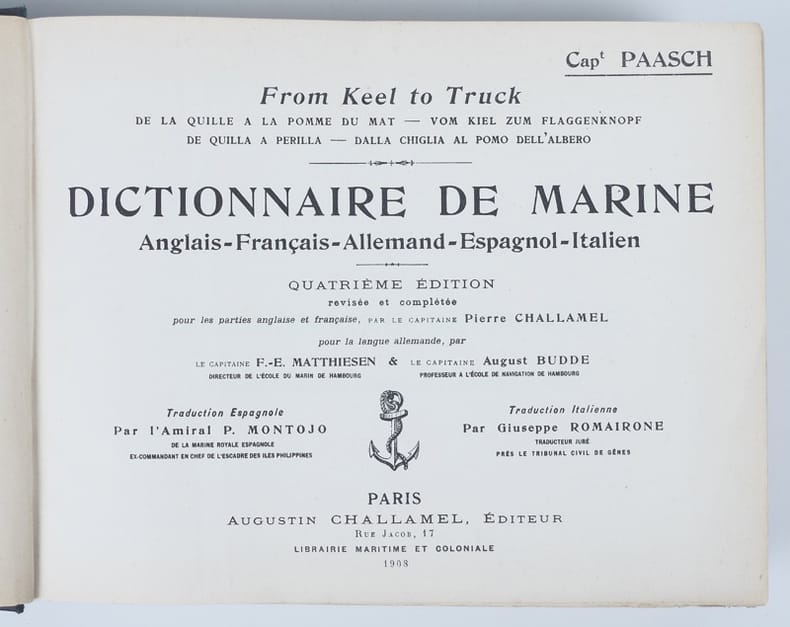 Capt PAASCH
From Keel to Truck
DE LA QUILLE A LA POMME DU MAT — VOM KIEL ZUM FLAGGENKNOPF
DE QUILLA A PERILLA — DALLA CHIGLIA AL POMO DELL'ALBERO
DICTIONNAIRE DE MARINE
Anglais-Français-Allemand-Espagnol-Italien
QUATRIÈME ÉDITION
revisée et complétée
pour les parties anglaise et française, PAR LE CAPITAINE Pierre CHALLAMEL
pour la langue allemande, par
LE CAPITAINE F.-E. MATTHIESEN & LE CAPITAINE August BUDDE
DIRECTEUR DE L'ÉCOLE DU MARIN DE HAMBOURG PROFESSEUR A L'ÉCOLE DE NAVIGATION DE HAMBOURG
Traduction Espagnole
Par l'Amiral P. MONTOJO
DE LA MARINE ROYALE ESPAGNOLE
EX-COMMANDANT EN CHEF DE L'ESCADRE DES ILES PHILIPPINES
Traduction Italienne
Par Giuseppe ROMAIRONE
TRADUCTEUR JURÉ
PRÈS LE TRIBUNAL CIVIL DE GÊNES
PARIS
AUGUSTIN CHALLAMEL, ÉDITEUR
RUE JACOB, 17
LIBRAIRIE MARITIME ET COLONIALE
1908